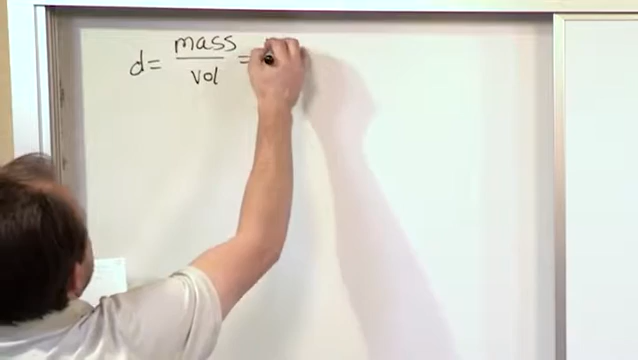 d = mass/vol =